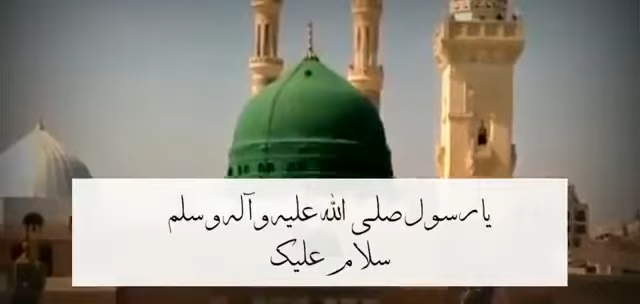 یا رسول صلی اللہ علیہ وآلہ وسلم
سلام علیک